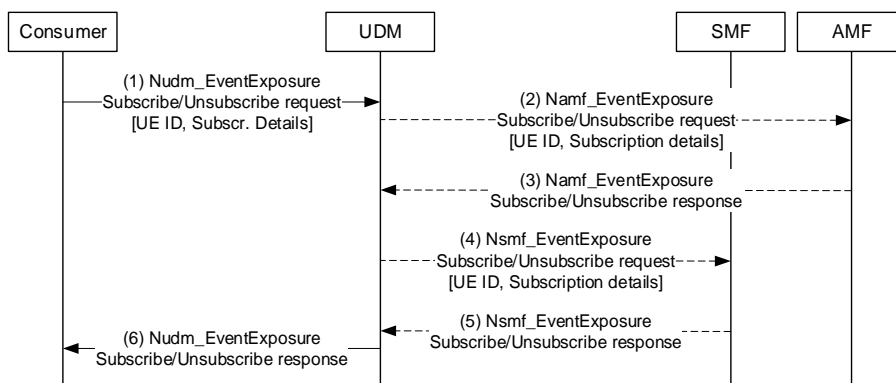 Consumer
UDM
SMF
AMF
(1) Nudm_EventExposure
Subscribe/Unsubscribe request
[UE ID, Subscr. Details]
(2) Namf_EventExposure
Subscribe/Unsubscribe request
[UE ID, Subscription details]
(3) Namf_EventExposure
Subscribe/Unsubscribe response
(4) Nsmf_EventExposure
Subscribe/Unsubscribe request
[UE ID, Subscription details]
(5) Nsmf_EventExposure
Subscribe/Unsubscribe response
(6) Nudm_EventExposure
Subscribe/Unsubscribe response